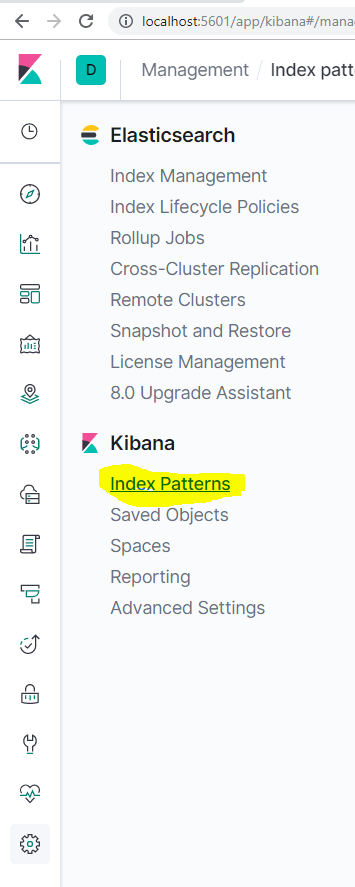 localhost:5601/app/kibana#/mana
D
Management / Index patt
Elasticsearch
Index Management
Index Lifecycle Policies
Rollup Jobs
Cross-Cluster Replication
Remote Clusters
Snapshot and Restore
License Management
8.0 Upgrade Assistant
Kibana
Index Patterns
Saved Objects
Spaces
Reporting
Advanced Settings